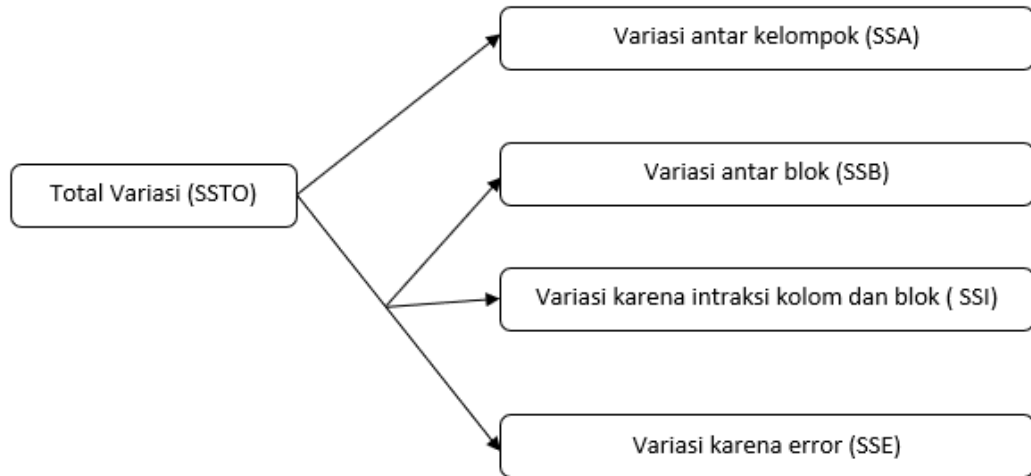 Variasi antar kelompok (SSA)
Total Variasi (SSTO)
Variasi antar blok (SSB)
Variasi karena intraksi kolom dan blok ( SSI)
Variasi karena error (SSE)